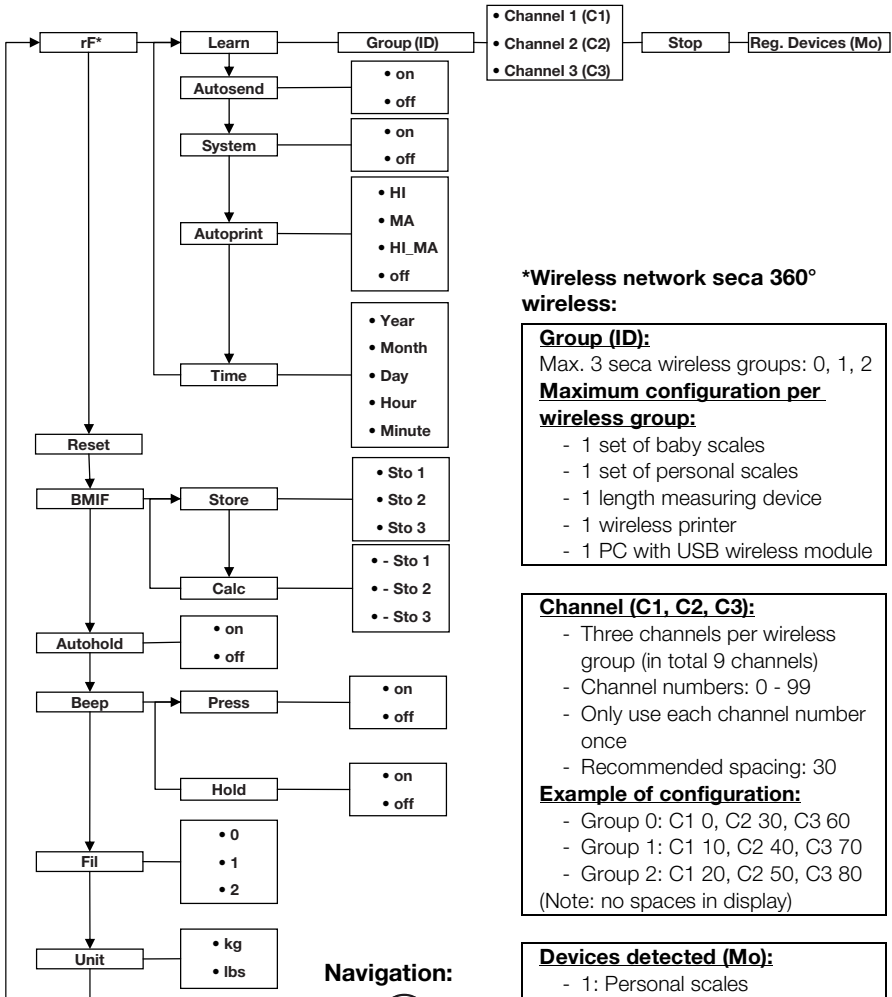 rF*
Learn
Group (ID)
• Channel 1 (C1)
• Channel 2 (C2)
• Channel 3 (C3)
Stop
Reg. Devices (Mo)
Autosend
• on
• off
System
• on
• off
Autoprint
• HI
• MA
• HI_MA
• off
Time
• Year
• Month
• Day
• Hour
• Minute
Reset
BMIF
Store
• Sto 1
• Sto 2
• Sto 3
Calc
• - Sto 1
• - Sto 2
• - Sto 3
Autohold
• on
• off
Beep
Press
• on
• off
Hold
• on
• off
Fil
• 0
• 1
• 2
Unit
• kg
• lbs
Navigation:
*Wireless network seca 360°
wireless:
Group (ID):
Max. 3 seca wireless groups: 0, 1, 2
Maximum configuration per
wireless group:
- 1 set of baby scales
- 1 set of personal scales
- 1 length measuring device
- 1 wireless printer
- 1 PC with USB wireless module
Channel (C1, C2, C3):
- Three channels per wireless
group (in total 9 channels)
- Channel numbers: 0 - 99
- Only use each channel number
once
- Recommended spacing: 30
Example of configuration:
- Group 0: C1 0, C2 30, C3 60
- Group 1: C1 10, C2 40, C3 70
- Group 2: C1 20, C2 50, C3 80
(Note: no spaces in display)
Devices detected (Mo):
- 1: Personal scales